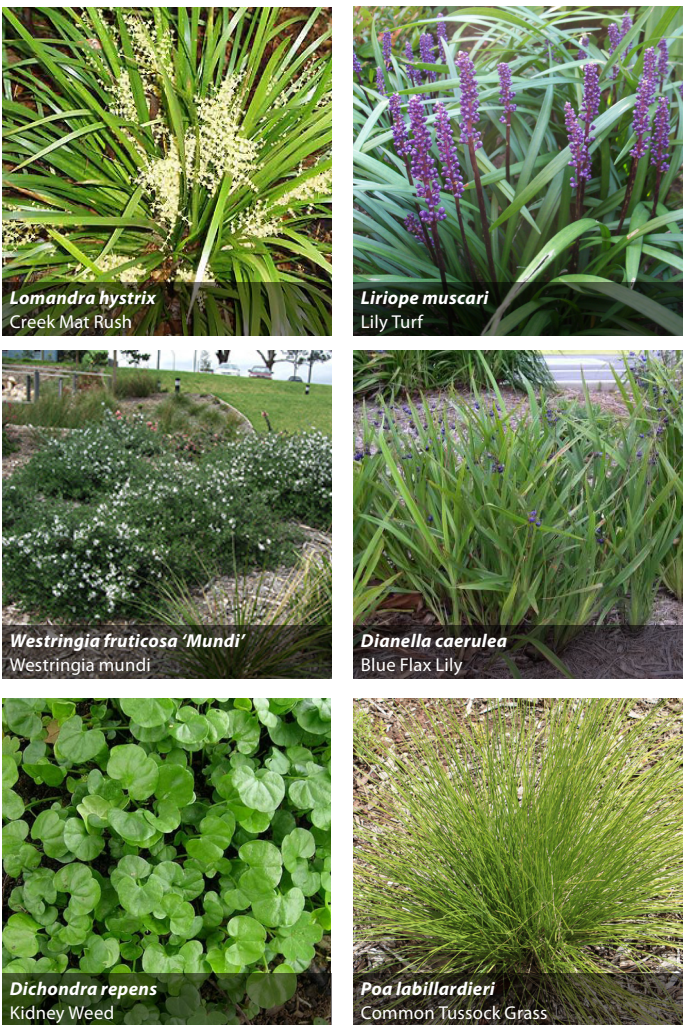 Lomandra hystrix
Creek Mat Rush
Liriope muscari
Lily Turf
Westringia fruticosa ‘Mundi’
Westringia mundi
Dianella caerulea
Blue Flax Lily
Dichondra repens
Kidney Weed
Poa labillardieri
Common Tussock Grass